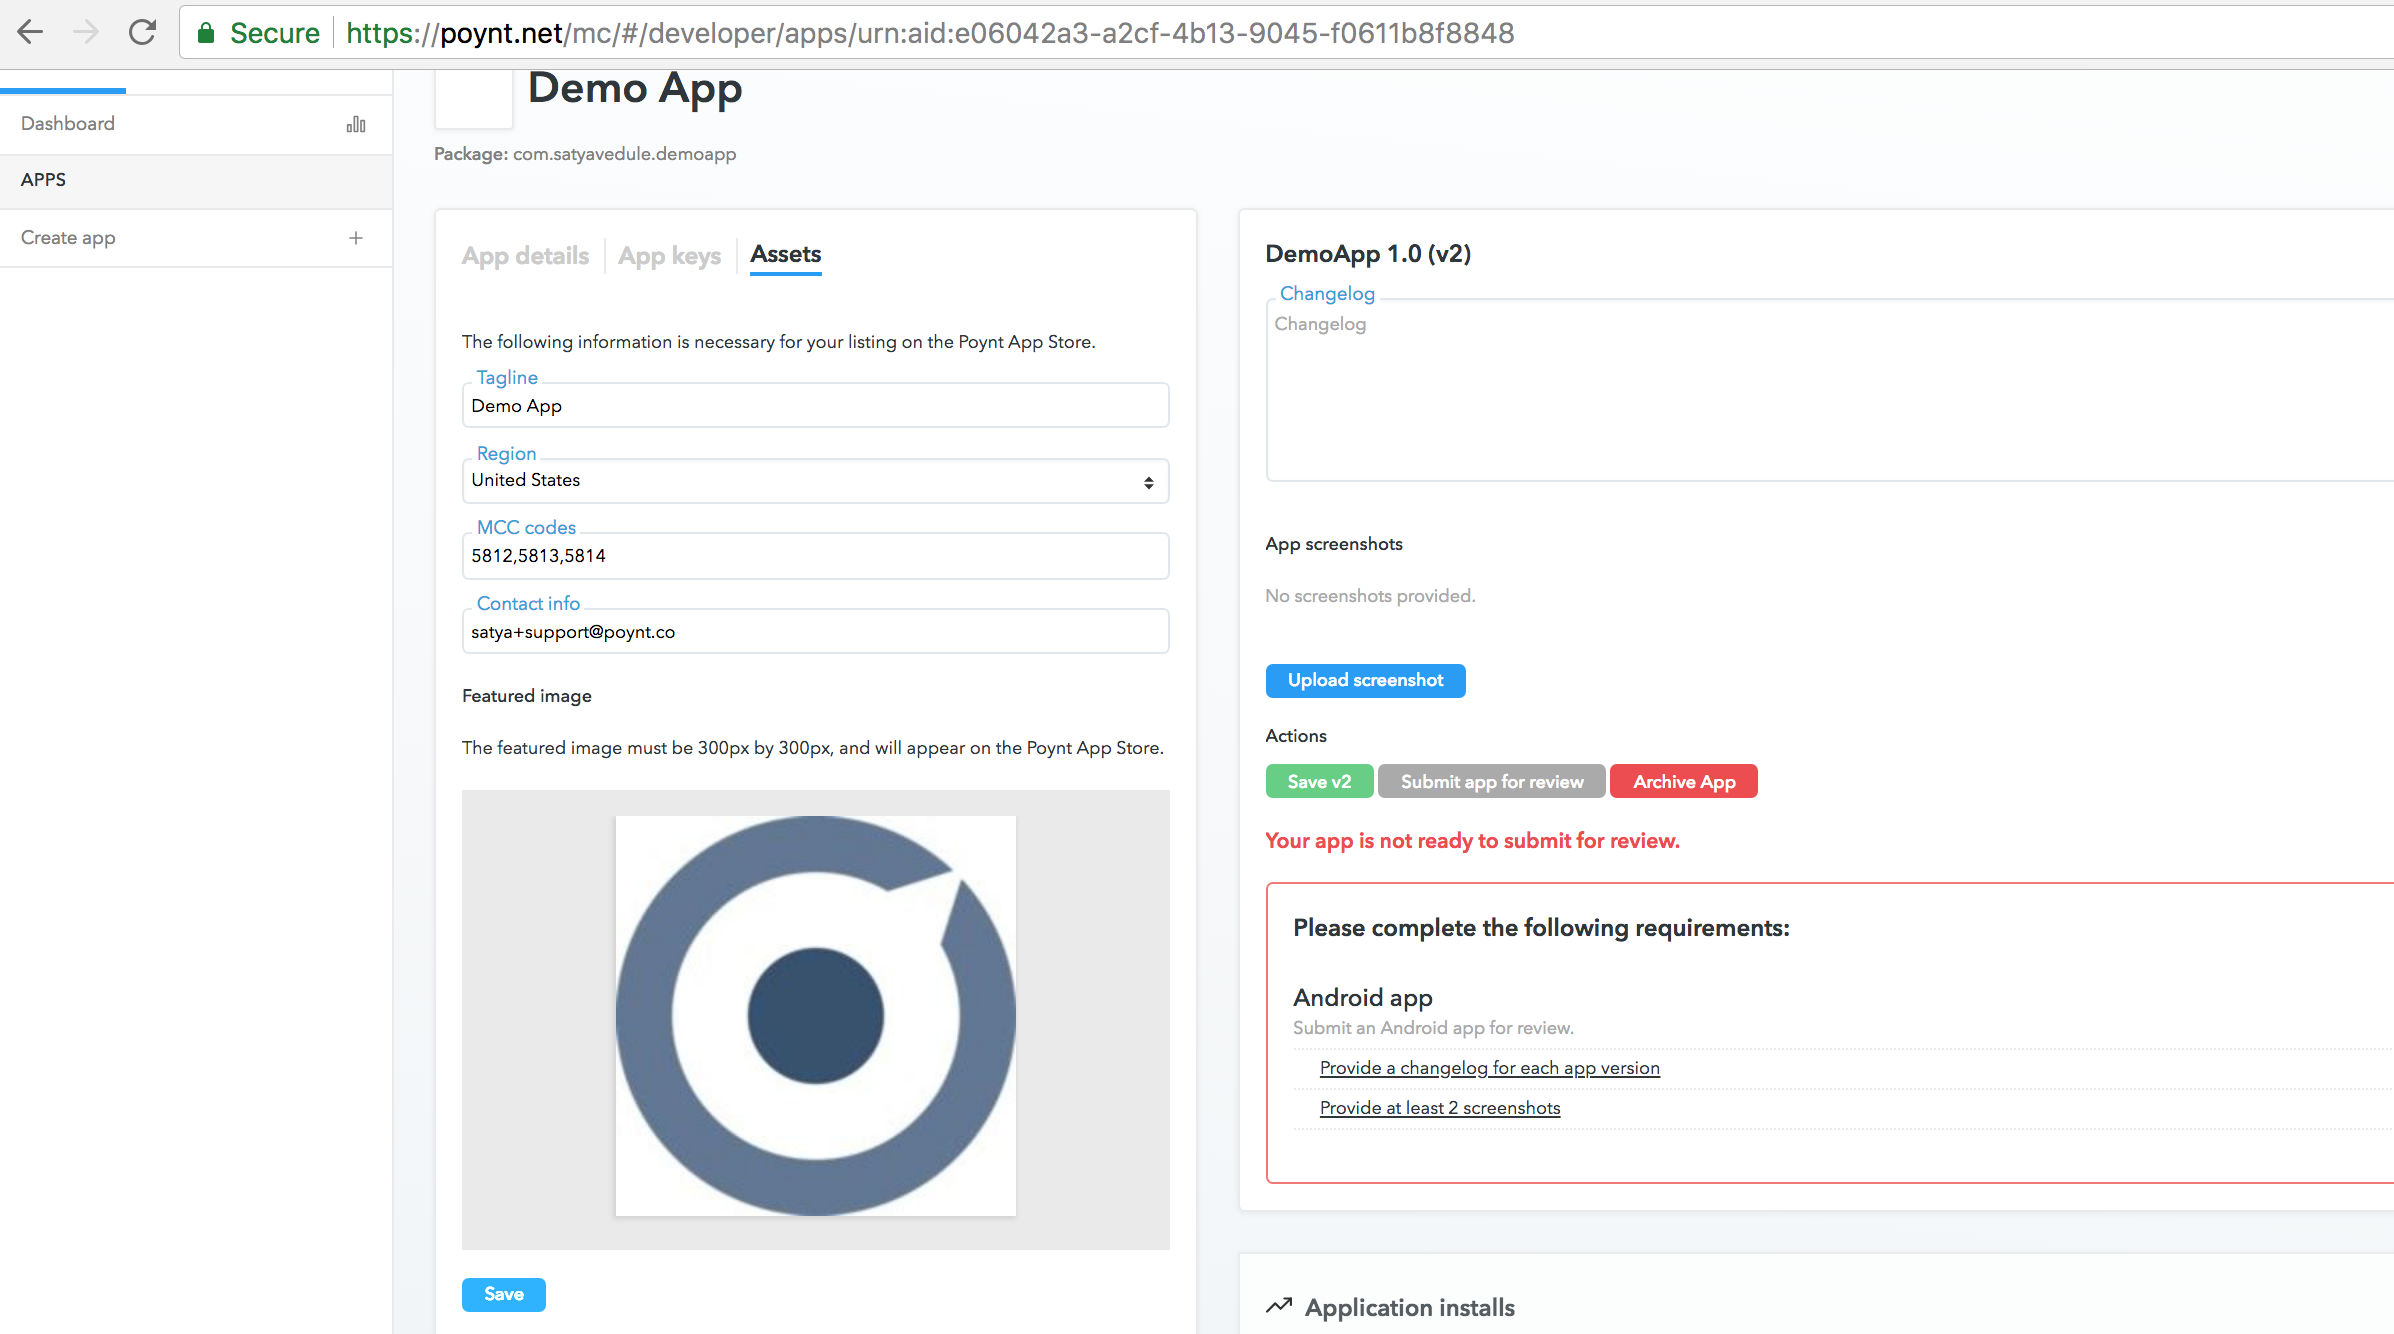 Secure https://poynt.net/mc/#/developer/apps/urn:aid:e06042a3-a2cf-4b13-9045-f0611b8f8848
Dashboard
APPS
Create app +
Demo App
Package: com.satyavedule.demoapp
App details App keys Assets
The following information is necessary for your listing on the Poynt App Store.
Tagline
Demo App
Region
United States
MCC codes
5812,5813,5814
Contact info
satya+support@poynt.co
Featured image
The featured image must be 300px by 300px, and will appear on the Poynt App Store.
Save
DemoApp 1.0 (v2)
Changelog
Changelog
App screenshots
No screenshots provided.
Upload screenshot
Actions
Save v2 Submit app for review Archive App
Your app is not ready to submit for review.
Please complete the following requirements:
Android app
Submit an Android app for review.
Provide a changelog for each app version
Provide at least 2 screenshots
Application installs